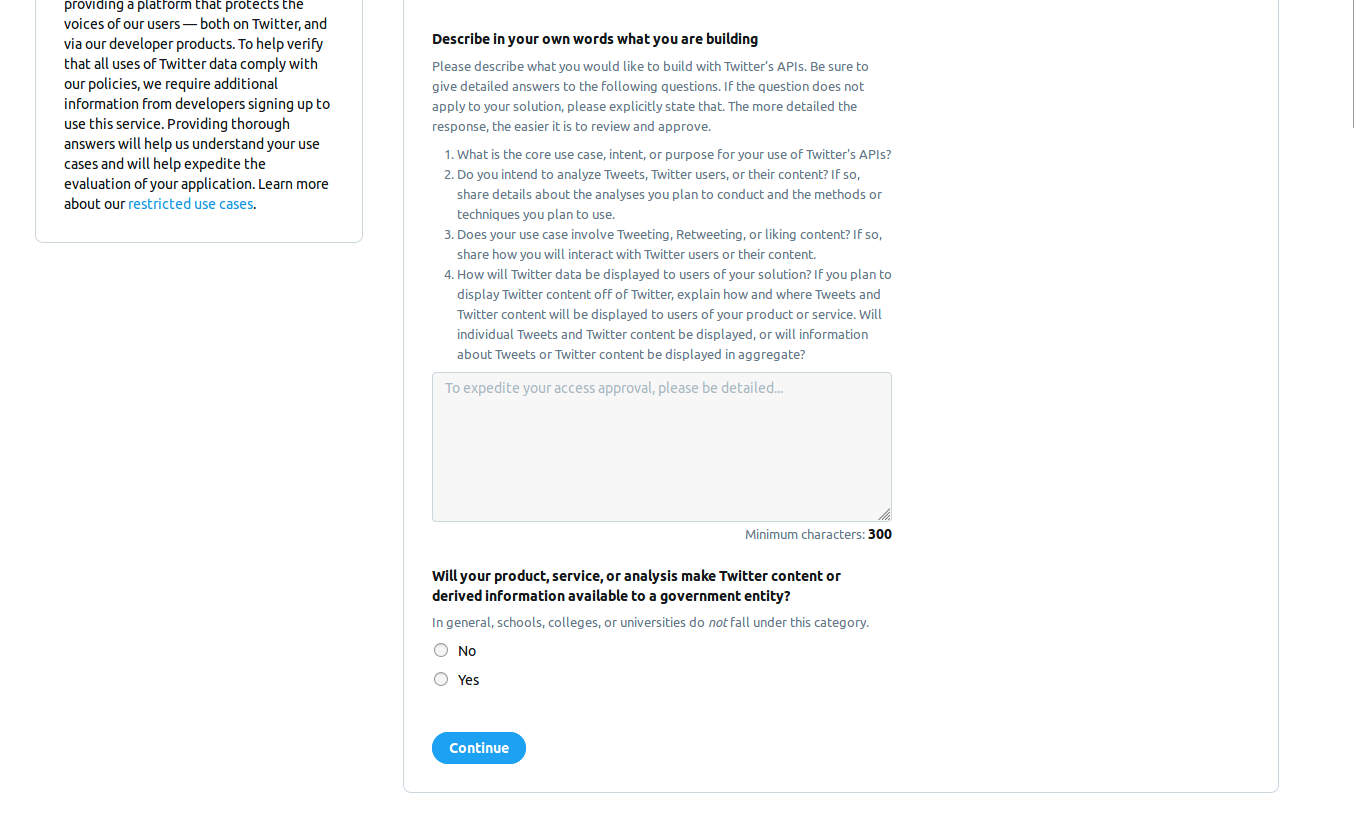 providing a platform that protects the
voices of our users — both on Twitter, and
via our developer products. To help verify
that all uses of Twitter data comply with
our policies, we require additional
information from developers signing up to
use this service. Providing thorough
answers will help us understand your use
cases and will help expedite the
evaluation of your application. Learn more
about our restricted use cases.
Describe in your own words what you are building
Please describe what you would like to build with Twitter's APIs. Be sure to
give detailed answers to the following questions. If the question does not
apply to your solution, please explicitly state that. The more detailed the
response, the easier it is to review and approve.
1. What is the core use case, intent, or purpose for your use of Twitter's APIs?
2. Do you intend to analyze Tweets, Twitter users, or their content? If so,
share details about the analyses you plan to conduct and the methods or
techniques you plan to use.
3. Does your use case involve Tweeting, Retweeting, or liking content? If so,
share how you will interact with Twitter users or their content.
4. How will Twitter data be displayed to users of your solution? If you plan to
display Twitter content off of Twitter, explain how and where Tweets and
Twitter content will be displayed to users of your product or service. Will
individual Tweets and Twitter content be displayed, or will information
about Tweets or Twitter content be displayed in aggregate?
To expedite your access approval, please be detailed...
Minimum characters: 300
Will your product, service, or analysis make Twitter content or
derived information available to a government entity?
In general, schools, colleges, or universities do not fall under this category.
No
Yes
Continue